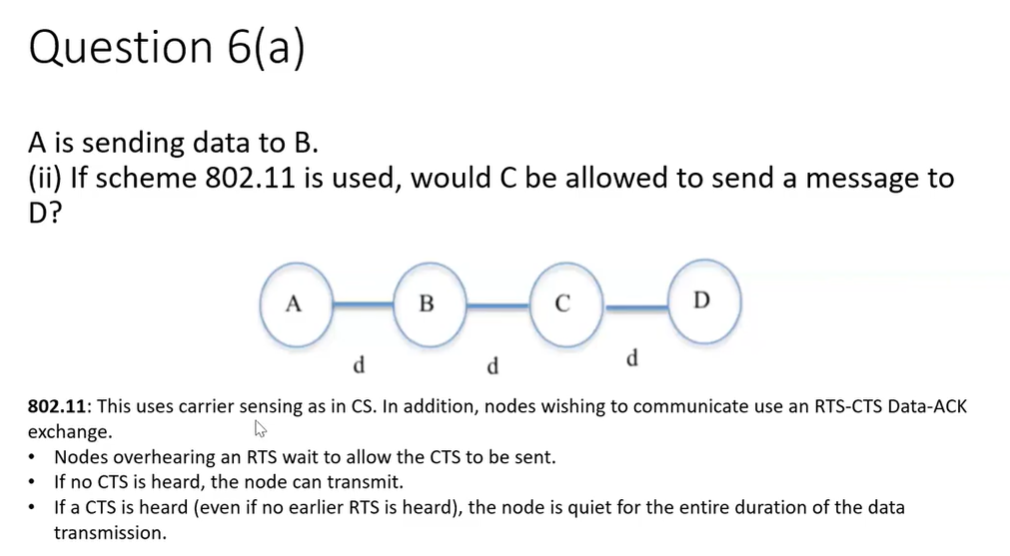 Question 6(a)
A is sending data to B.
(ii) If scheme 802.11 is used, would C be allowed to send a message to
D?
A B C D
d d d
802.11: This uses carrier sensing as in CS. In addition, nodes wishing to communicate use an RTS-CTS Data-ACK
exchange.
• Nodes overhearing an RTS wait to allow the CTS to be sent.
• If no CTS is heard, the node can transmit.
• If a CTS is heard (even if no earlier RTS is heard), the node is quiet for the entire duration of the data
transmission.